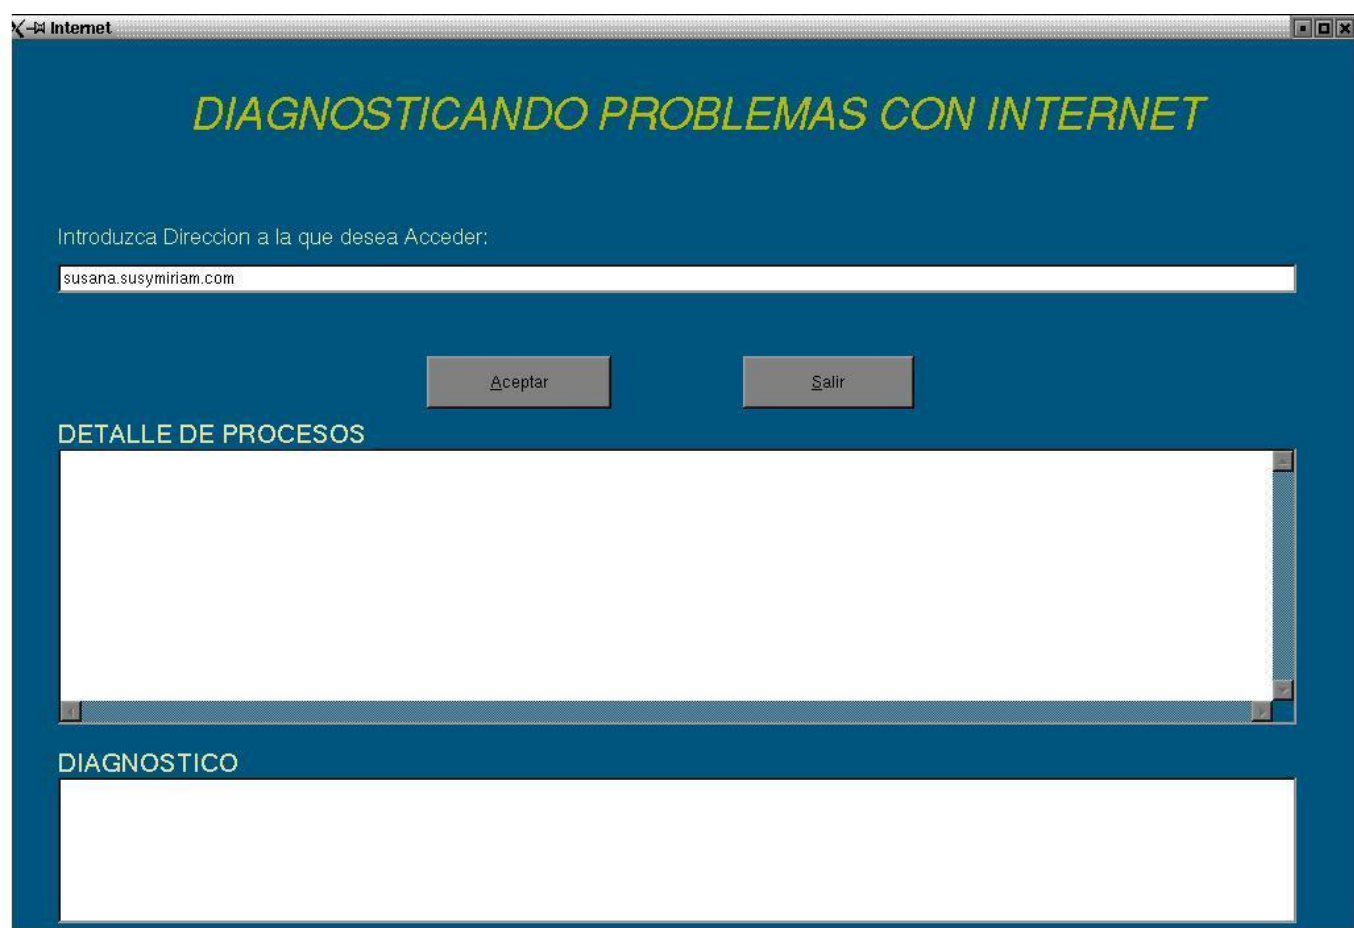 Internet
DIAGNOSTICANDO PROBLEMAS CON INTERNET
Introduzca Direccion a la que desea Acceder:
susana.susymiriam.com
Aceptar Salir
DETALLE DE PROCESOS
DIAGNOSTICO